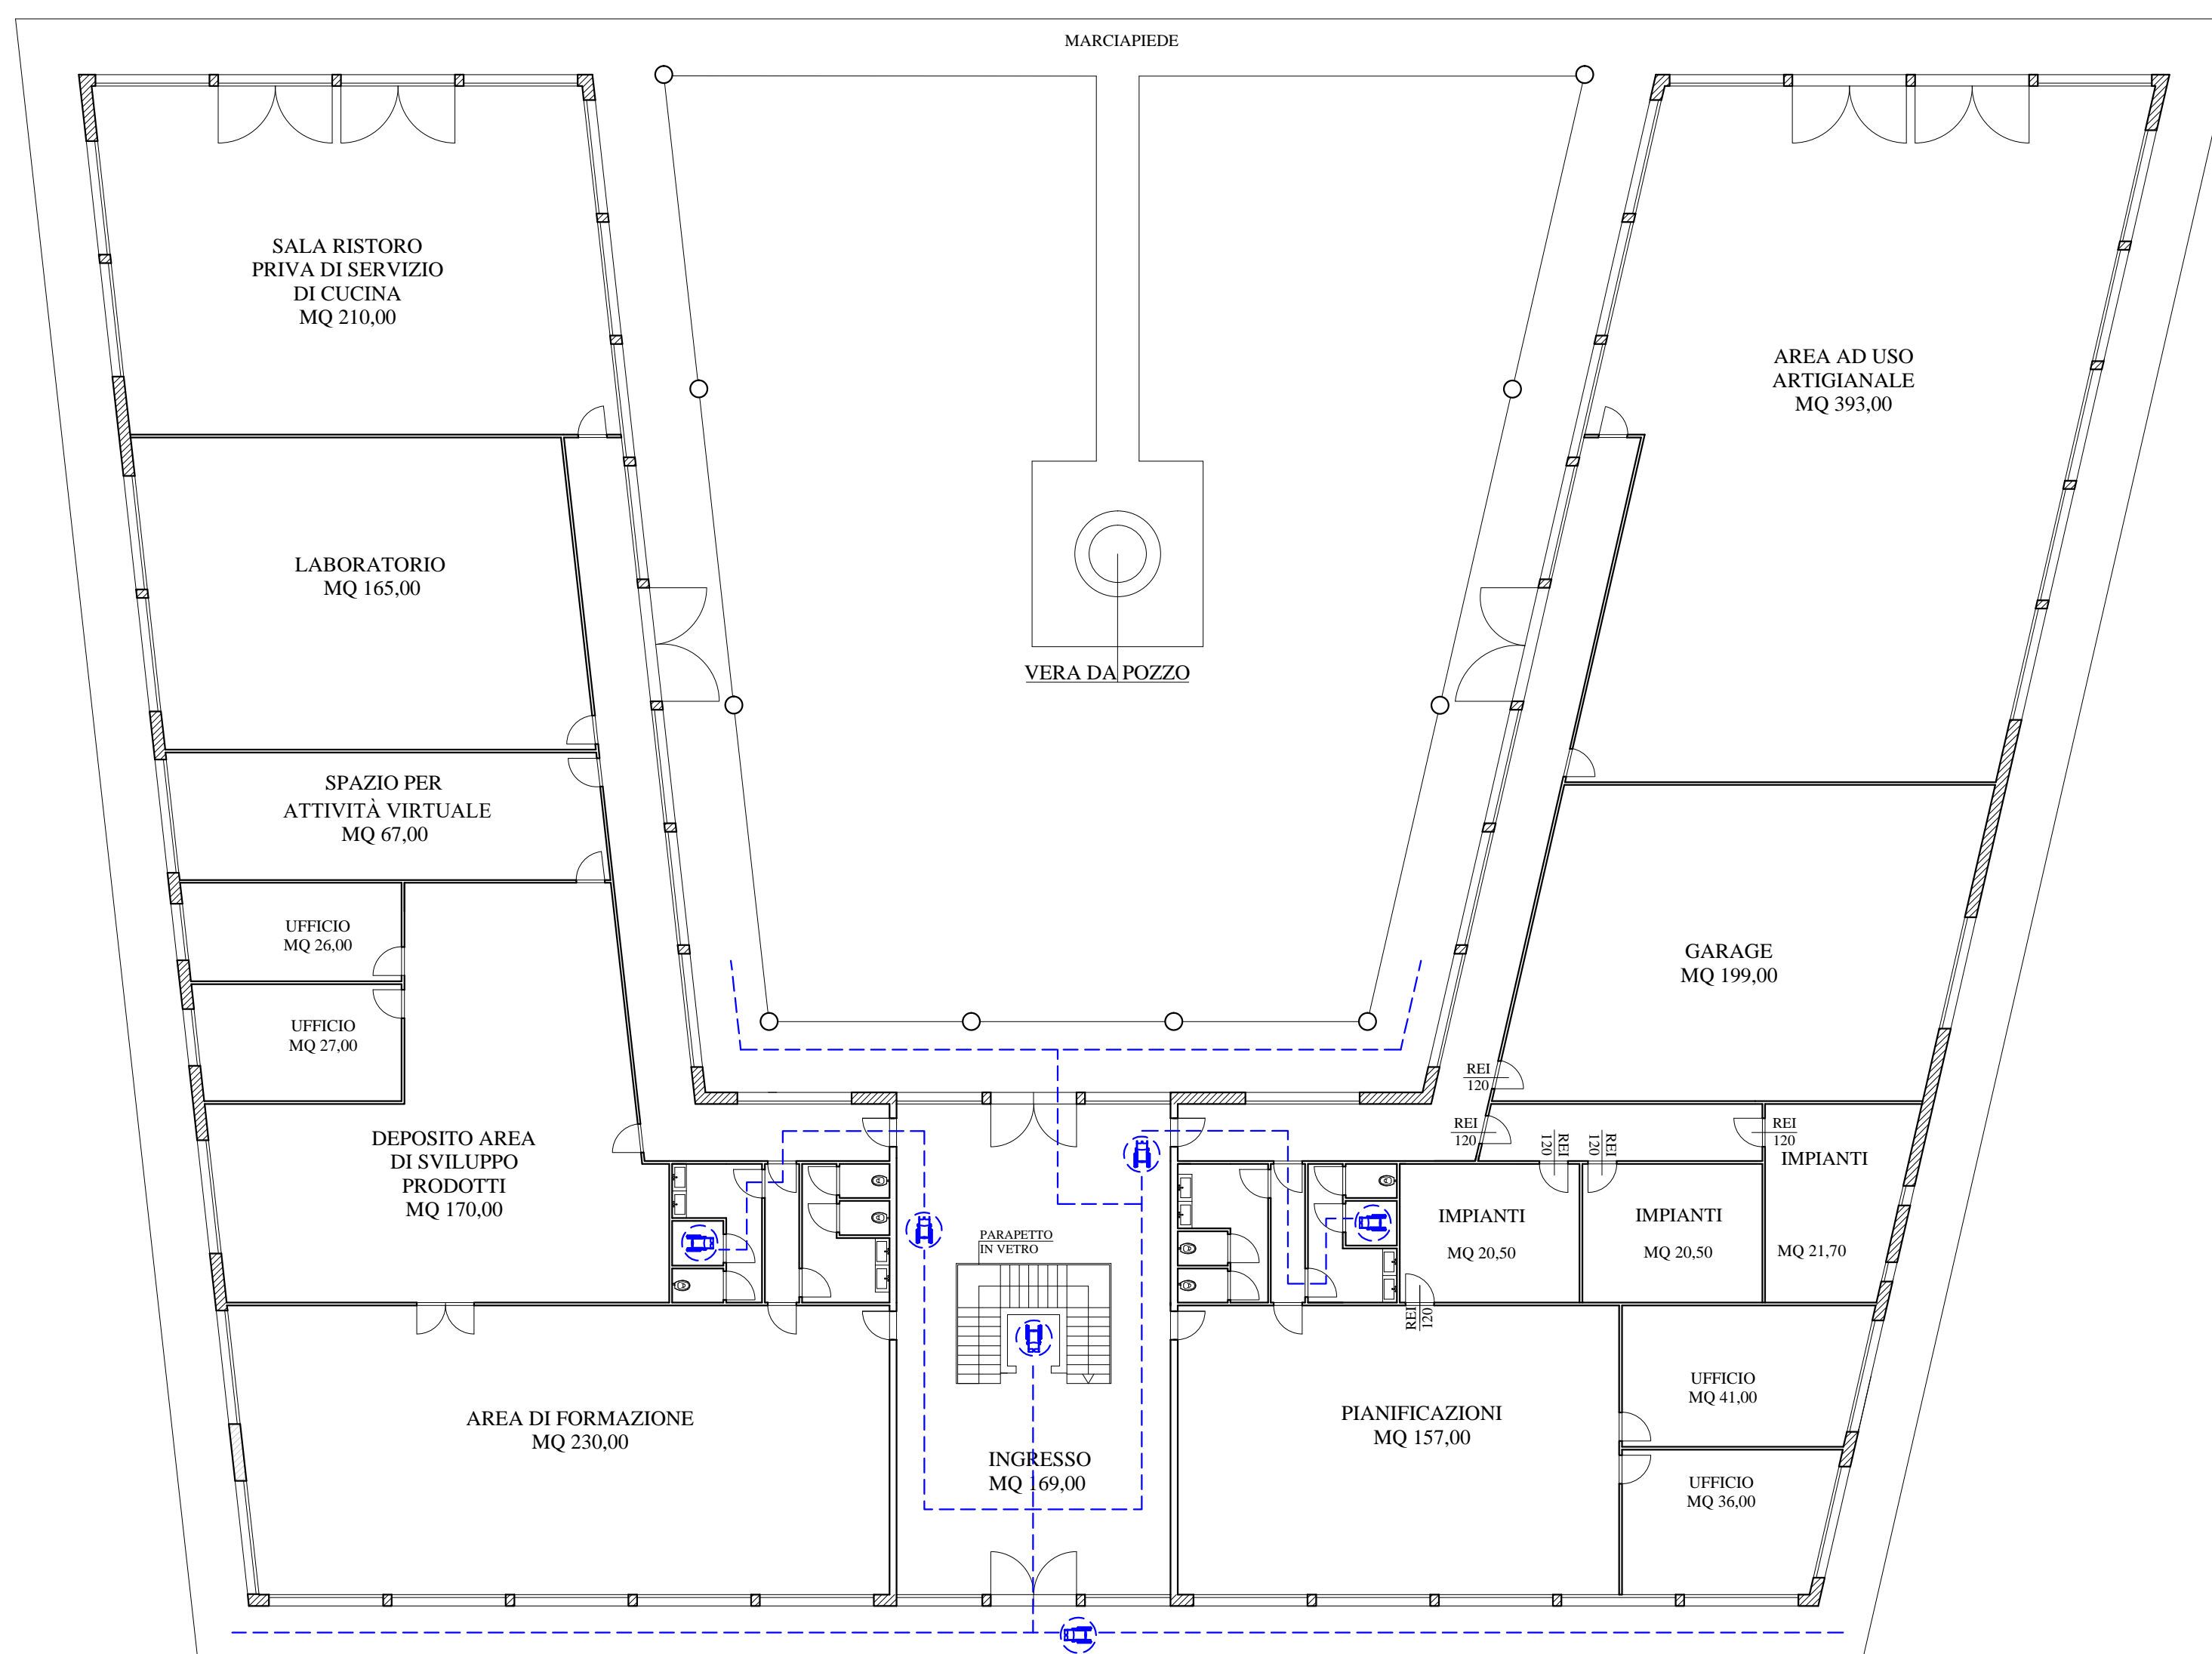 MARCIAPIEDE
SALA RISTORO
PRIVA DI SERVIZIO
DI CUCINA
MQ 210,00
AREA AD USO
ARTIGIANALE
MQ 393,00
LABORATORIO
MQ 165,00
VERA DA POZZO
SPAZIO PER
ATTIVITÀ VIRTUALE
MQ 67,00
UFFICIO
MQ 26,00
GARAGE
MQ 199,00
UFFICIO
MQ 27,00
REI
120
DEPOSITO AREA
DI SVILUPPO
PRODOTTI
MQ 170,00
REI
120
REI
120
REI
120
REI
120
IMPIANTI
MQ 21,70
IMPIANTI
MQ 20,50
IMPIANTI
MQ 20,50
PARAPETTO
IN VETRO
REI
120
AREA DI FORMAZIONE
MQ 230,00
INGRESSO
MQ 169,00
PIANIFICAZIONI
MQ 157,00
UFFICIO
MQ 41,00
UFFICIO
MQ 36,00